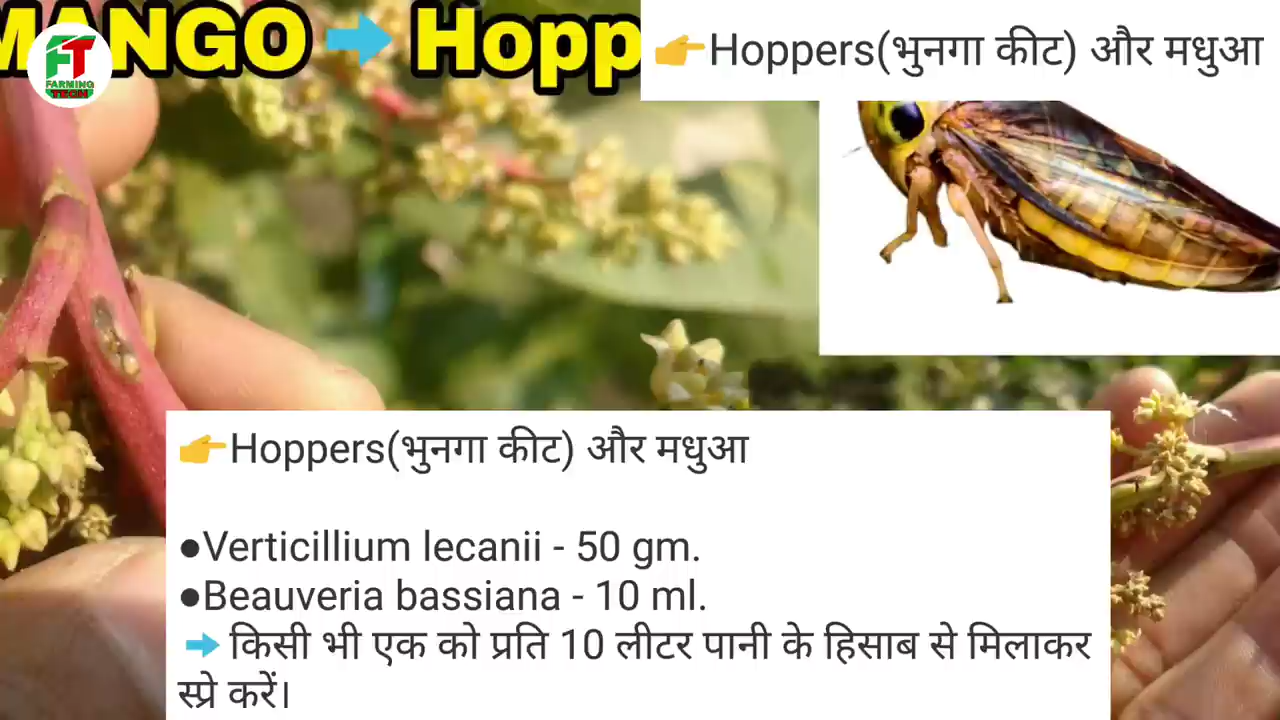 MANGO ➡ Hopp
FT
FARMING
TECH
👉Hoppers(भुनगा कीट) और मधुआ
👉Hoppers(भुनगा कीट) और मधुआ
●Verticillium lecanii - 50 gm.
●Beauveria bassiana - 10 ml.
➡ किसी भी एक को प्रति 10 लीटर पानी के हिसाब से मिलाकर
स्प्रे करें।